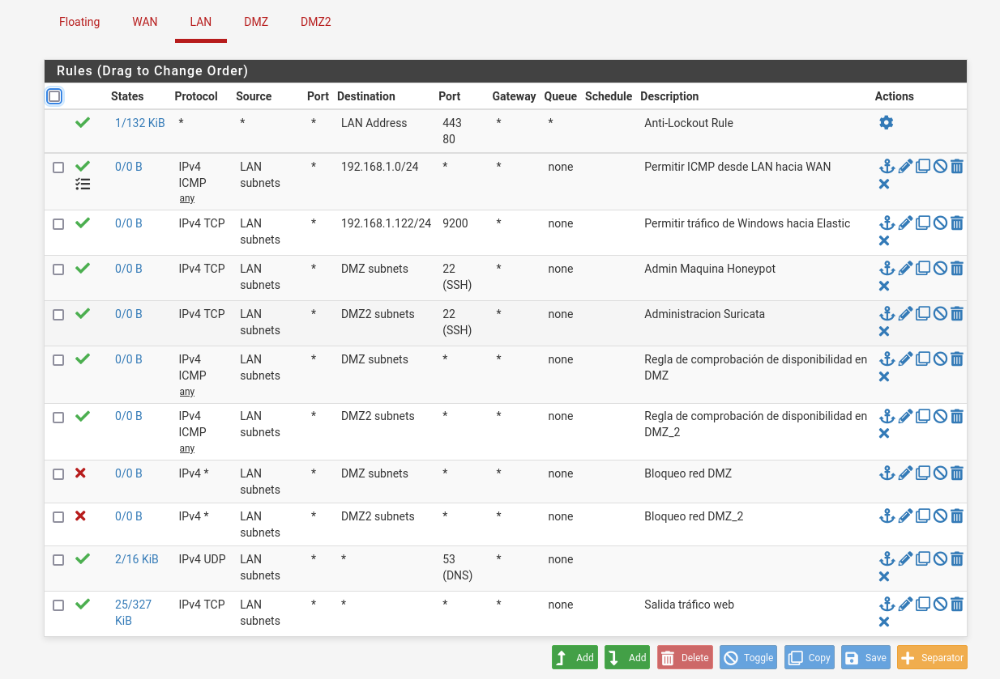 Floating WAN LAN DMZ DMZ2
Rules (Drag to Change Order)
States Protocol Source Port Destination Port Gateway Queue Schedule Description Actions
1/132 KiB * * * LAN Address 443 * * Anti-Lockout Rule
80
0/0 B IPv4 LAN * 192.168.1.0/24 * * none Permitir ICMP desde LAN hacia WAN
ICMP subnets
any
0/0 B IPv4 TCP LAN * 192.168.1.122/24 9200 * none Permitir tráfico de Windows hacia Elastic
subnets
0/0 B IPv4 TCP LAN * DMZ subnets 22 * none Admin Maquina Honeypot
subnets (SSH)
0/0 B IPv4 TCP LAN * DMZ2 subnets 22 * none Administracion Suricata
subnets (SSH)
0/0 B IPv4 LAN * DMZ subnets * * none Regla de comprobación de disponibilidad en
ICMP subnets DMZ
any
0/0 B IPv4 LAN * DMZ2 subnets * * none Regla de comprobación de disponibilidad en
ICMP subnets DMZ_2
any
0/0 B IPv4 * LAN * DMZ subnets * * none Bloqueo red DMZ
subnets
0/0 B IPv4 * LAN * DMZ2 subnets * * none Bloqueo red DMZ_2
subnets
2/16 KiB IPv4 UDP LAN * * 53 * none
subnets (DNS)
25/327 IPv4 TCP LAN * * * * none Salida tráfico web
KiB subnets
Add Add Delete Toggle Copy Save Separator